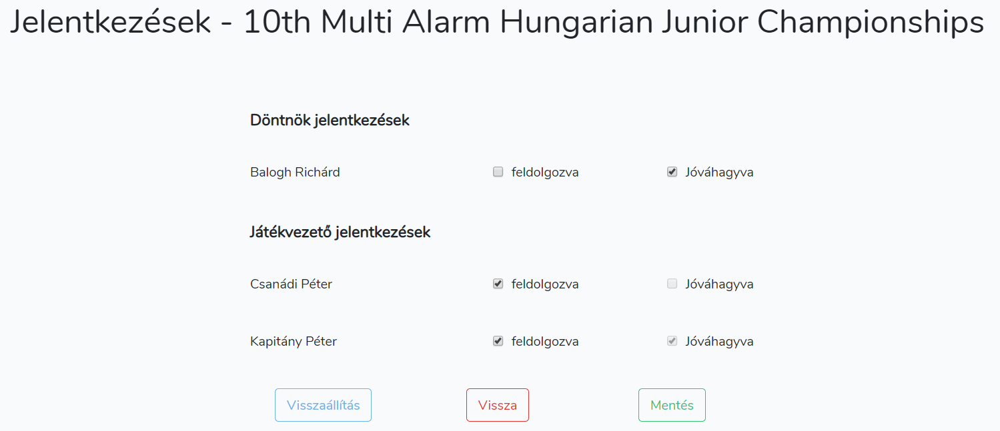 Jelentkezések - 10th Multi Alarm Hungarian Junior Championships
Döntnök jelentkezések
Balogh Richárd feldolgozva Jóváhagyva
Játékvezető jelentkezések
Csanádi Péter feldolgozva Jóváhagyva
Kapitány Péter feldolgozva Jóváhagyva
Visszaállítás Vissza Mentés